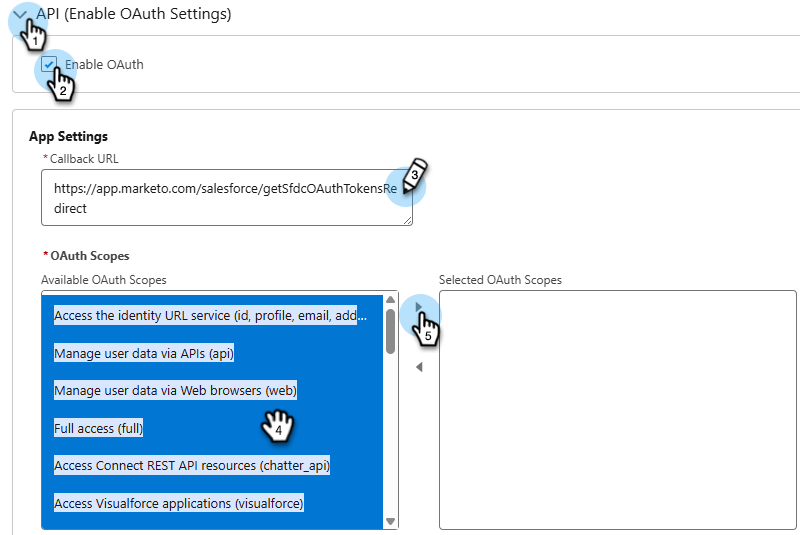 API (Enable OAuth Settings)
1
Enable OAuth
2
App Settings
*Callback URL
3
https://app.marketo.com/salesforce/getSfdcOAuthTokensRe
direct
*OAuth Scopes
Available OAuth Scopes
Selected OAuth Scopes
Access the identity URL service (id, profile, email, add...
5
Manage user data via APIs (api)
Manage user data via Web browsers (web)
Full access (full)
4
Access Connect REST API resources (chatter_api)
Access Visualforce applications (visualforce)